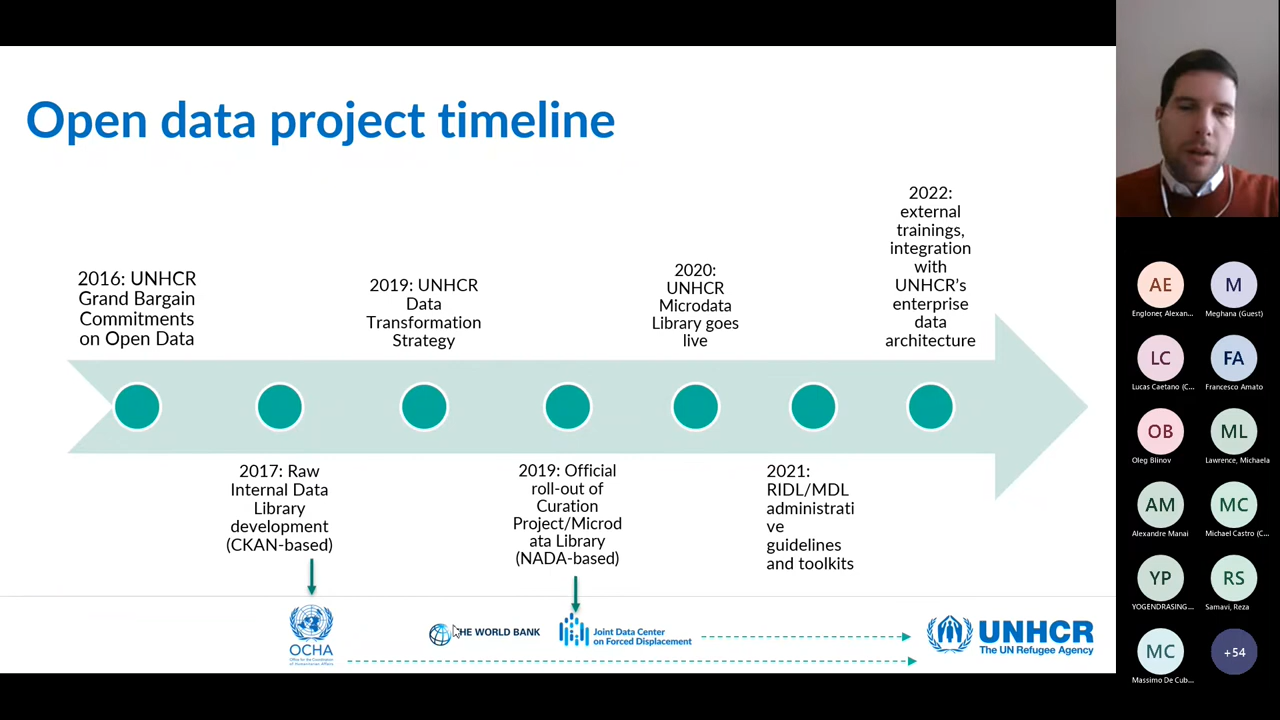 Open data project timeline
2016: UNHCR
Grand Bargain
Commitments
on Open Data
2017: Raw
Internal Data
Library
development
(CKAN-based)
2019: UNHCR
Data
Transformation
Strategy
2019: Official
roll-out of
Curation
Project/Microd
ata Library
(NADA-based)
2020:
UNHCR
Microdata
Library goes
live
2021:
RIDL/MDL
administrati
ve
guidelines
and toolkits
2022:
external
trainings,
integration
with
UNHCR's
enterprise
data
architecture
OCHA
THE WORLD BANK
Joint Data Center
on Forced Displacement
UNHCR
The UN Refugee Agency
AE
Engloner, Alexan...
M
Meghana (Guest)
LC
Lucas Caetano (C...
FA
Francesco Amato
OB
Oleg Blinov
ML
Lawrence, Michaela
AM
Alexandre Manai
MC
Michael Castro (C...
YP
YOGENDRASING...
RS
Samavi, Reza
MC
Massimo De Cub...
+54